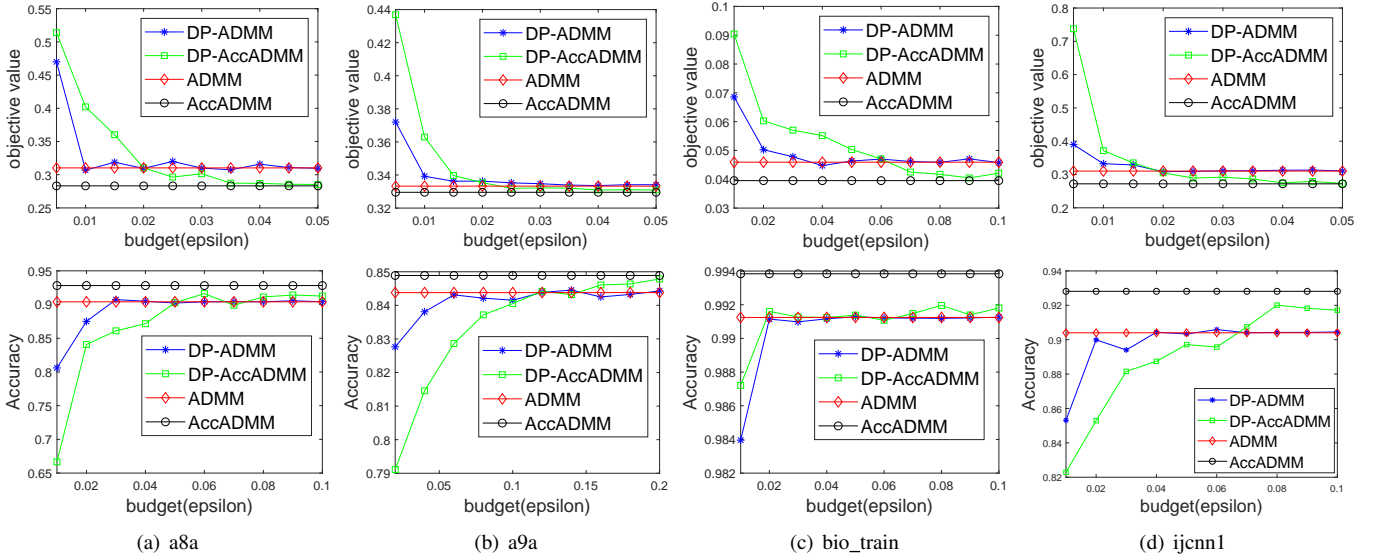 0.55
0.5
0.45
0.4
0.35
0.3
0.25
objective value
DP-ADMM
DP-AccADMM
ADMM
AccADMM
0.01 0.02 0.03 0.04 0.05
budget(epsilon)
0.44
0.42
0.4
0.38
0.36
0.34
0.32
objective value
DP-ADMM
DP-AccADMM
ADMM
AccADMM
0.01 0.02 0.03 0.04 0.05
budget(epsilon)
0.1
0.09
0.08
0.07
0.06
0.05
0.04
0.03
objective value
DP-ADMM
DP-AccADMM
ADMM
AccADMM
0.02 0.04 0.06 0.08 0.1
budget(epsilon)
0.8
0.7
0.6
0.5
0.4
0.3
0.2
objective value
DP-ADMM
DP-AccADMM
ADMM
AccADMM
0.01 0.02 0.03 0.04 0.05
budget(epsilon)
0.95
0.9
0.85
0.8
0.75
0.7
0.65
Accuracy
DP-ADMM
DP-AccADMM
ADMM
AccADMM
0.02 0.04 0.06 0.08 0.1
budget(epsilon)
0.85
0.84
0.83
0.82
0.81
0.8
0.79
Accuracy
DP-ADMM
DP-AccADMM
ADMM
AccADMM
0.05 0.1 0.15 0.2
budget(epsilon)
0.994
0.992
0.99
0.988
0.986
0.984
0.982
Accuracy
DP-ADMM
DP-AccADMM
ADMM
AccADMM
0.02 0.04 0.06 0.08 0.1
budget(epsilon)
0.94
0.92
0.9
0.88
0.86
0.84
0.82
Accuracy
DP-ADMM
DP-AccADMM
ADMM
AccADMM
0.02 0.04 0.06 0.08 0.1
budget(epsilon)
(a) a8a
(b) a9a
(c) bio_train
(d) ijcnn1